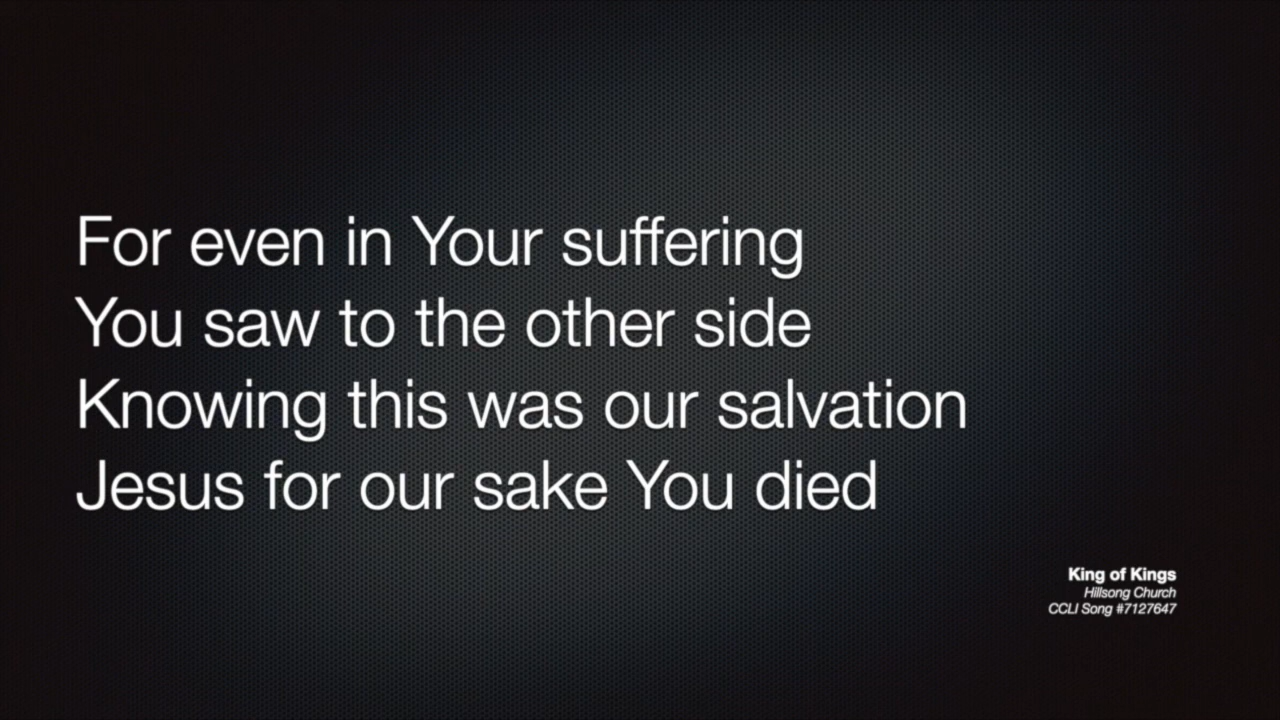 For even in Your suffering
You saw to the other side
Knowing this was our salvation
Jesus for our sake You died
King of Kings
Hillsong Church
CCLI Song #7127647